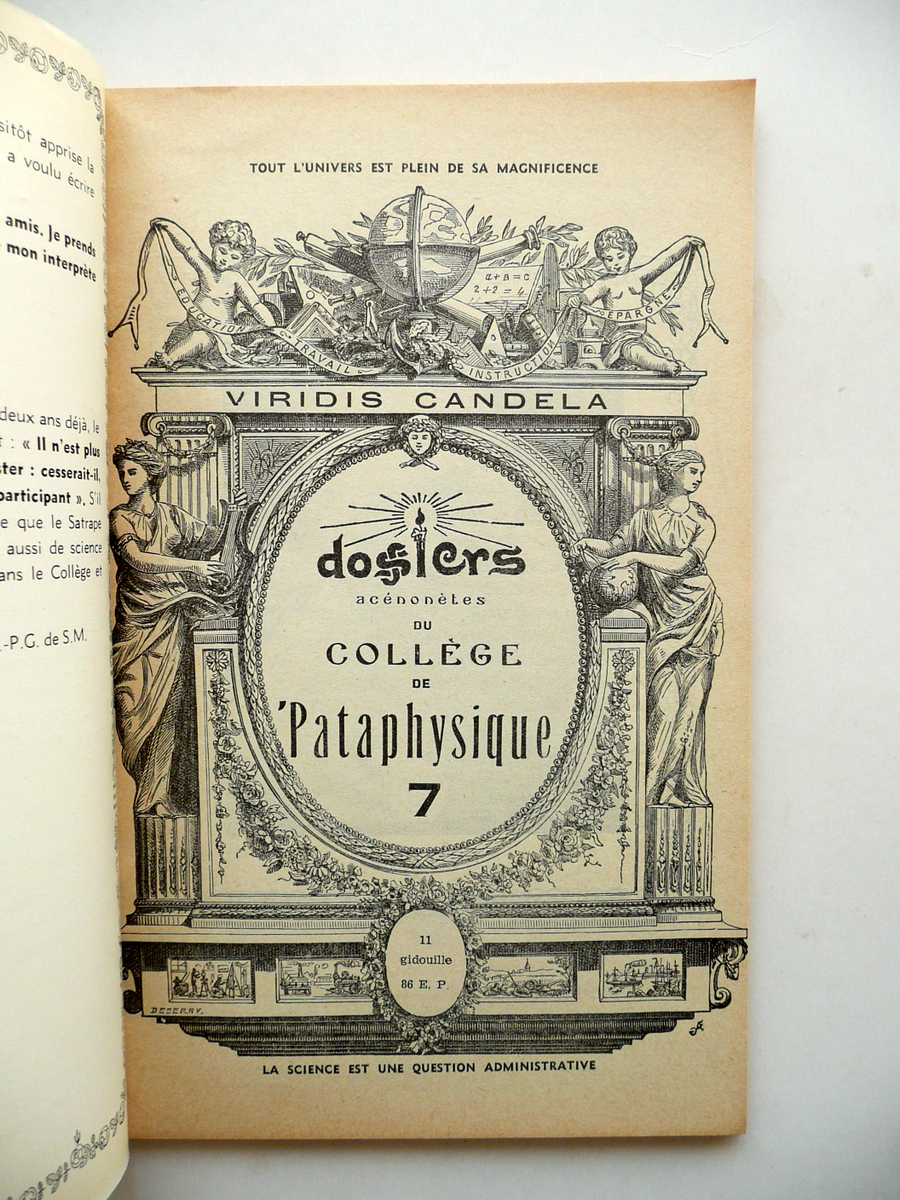 sitôt apprise la
a voulu écrire
amis. Je prends
mon interprète
deux ans déjà, le
: « Il n'est plus
ster : cesserait-il,
participant ». S'il
e que le Satrape
aussi de science
ans le Collège et
.-P.G. de S.M.
TOUT L'UNIVERS EST PLEIN DE SA MAGNIFICENCE
a+B=C
2+2=4
EDUCATION
TRAVAIL
INSTRUCTION
EPARGNE
VIRIDIS CANDELA
dossiers
acénonètes
DU
COLLÈGE
DE
'Pataphysique
7
11
gidouille
86 E. P.
DEBERNY.
LA SCIENCE EST UNE QUESTION ADMINISTRATIVE